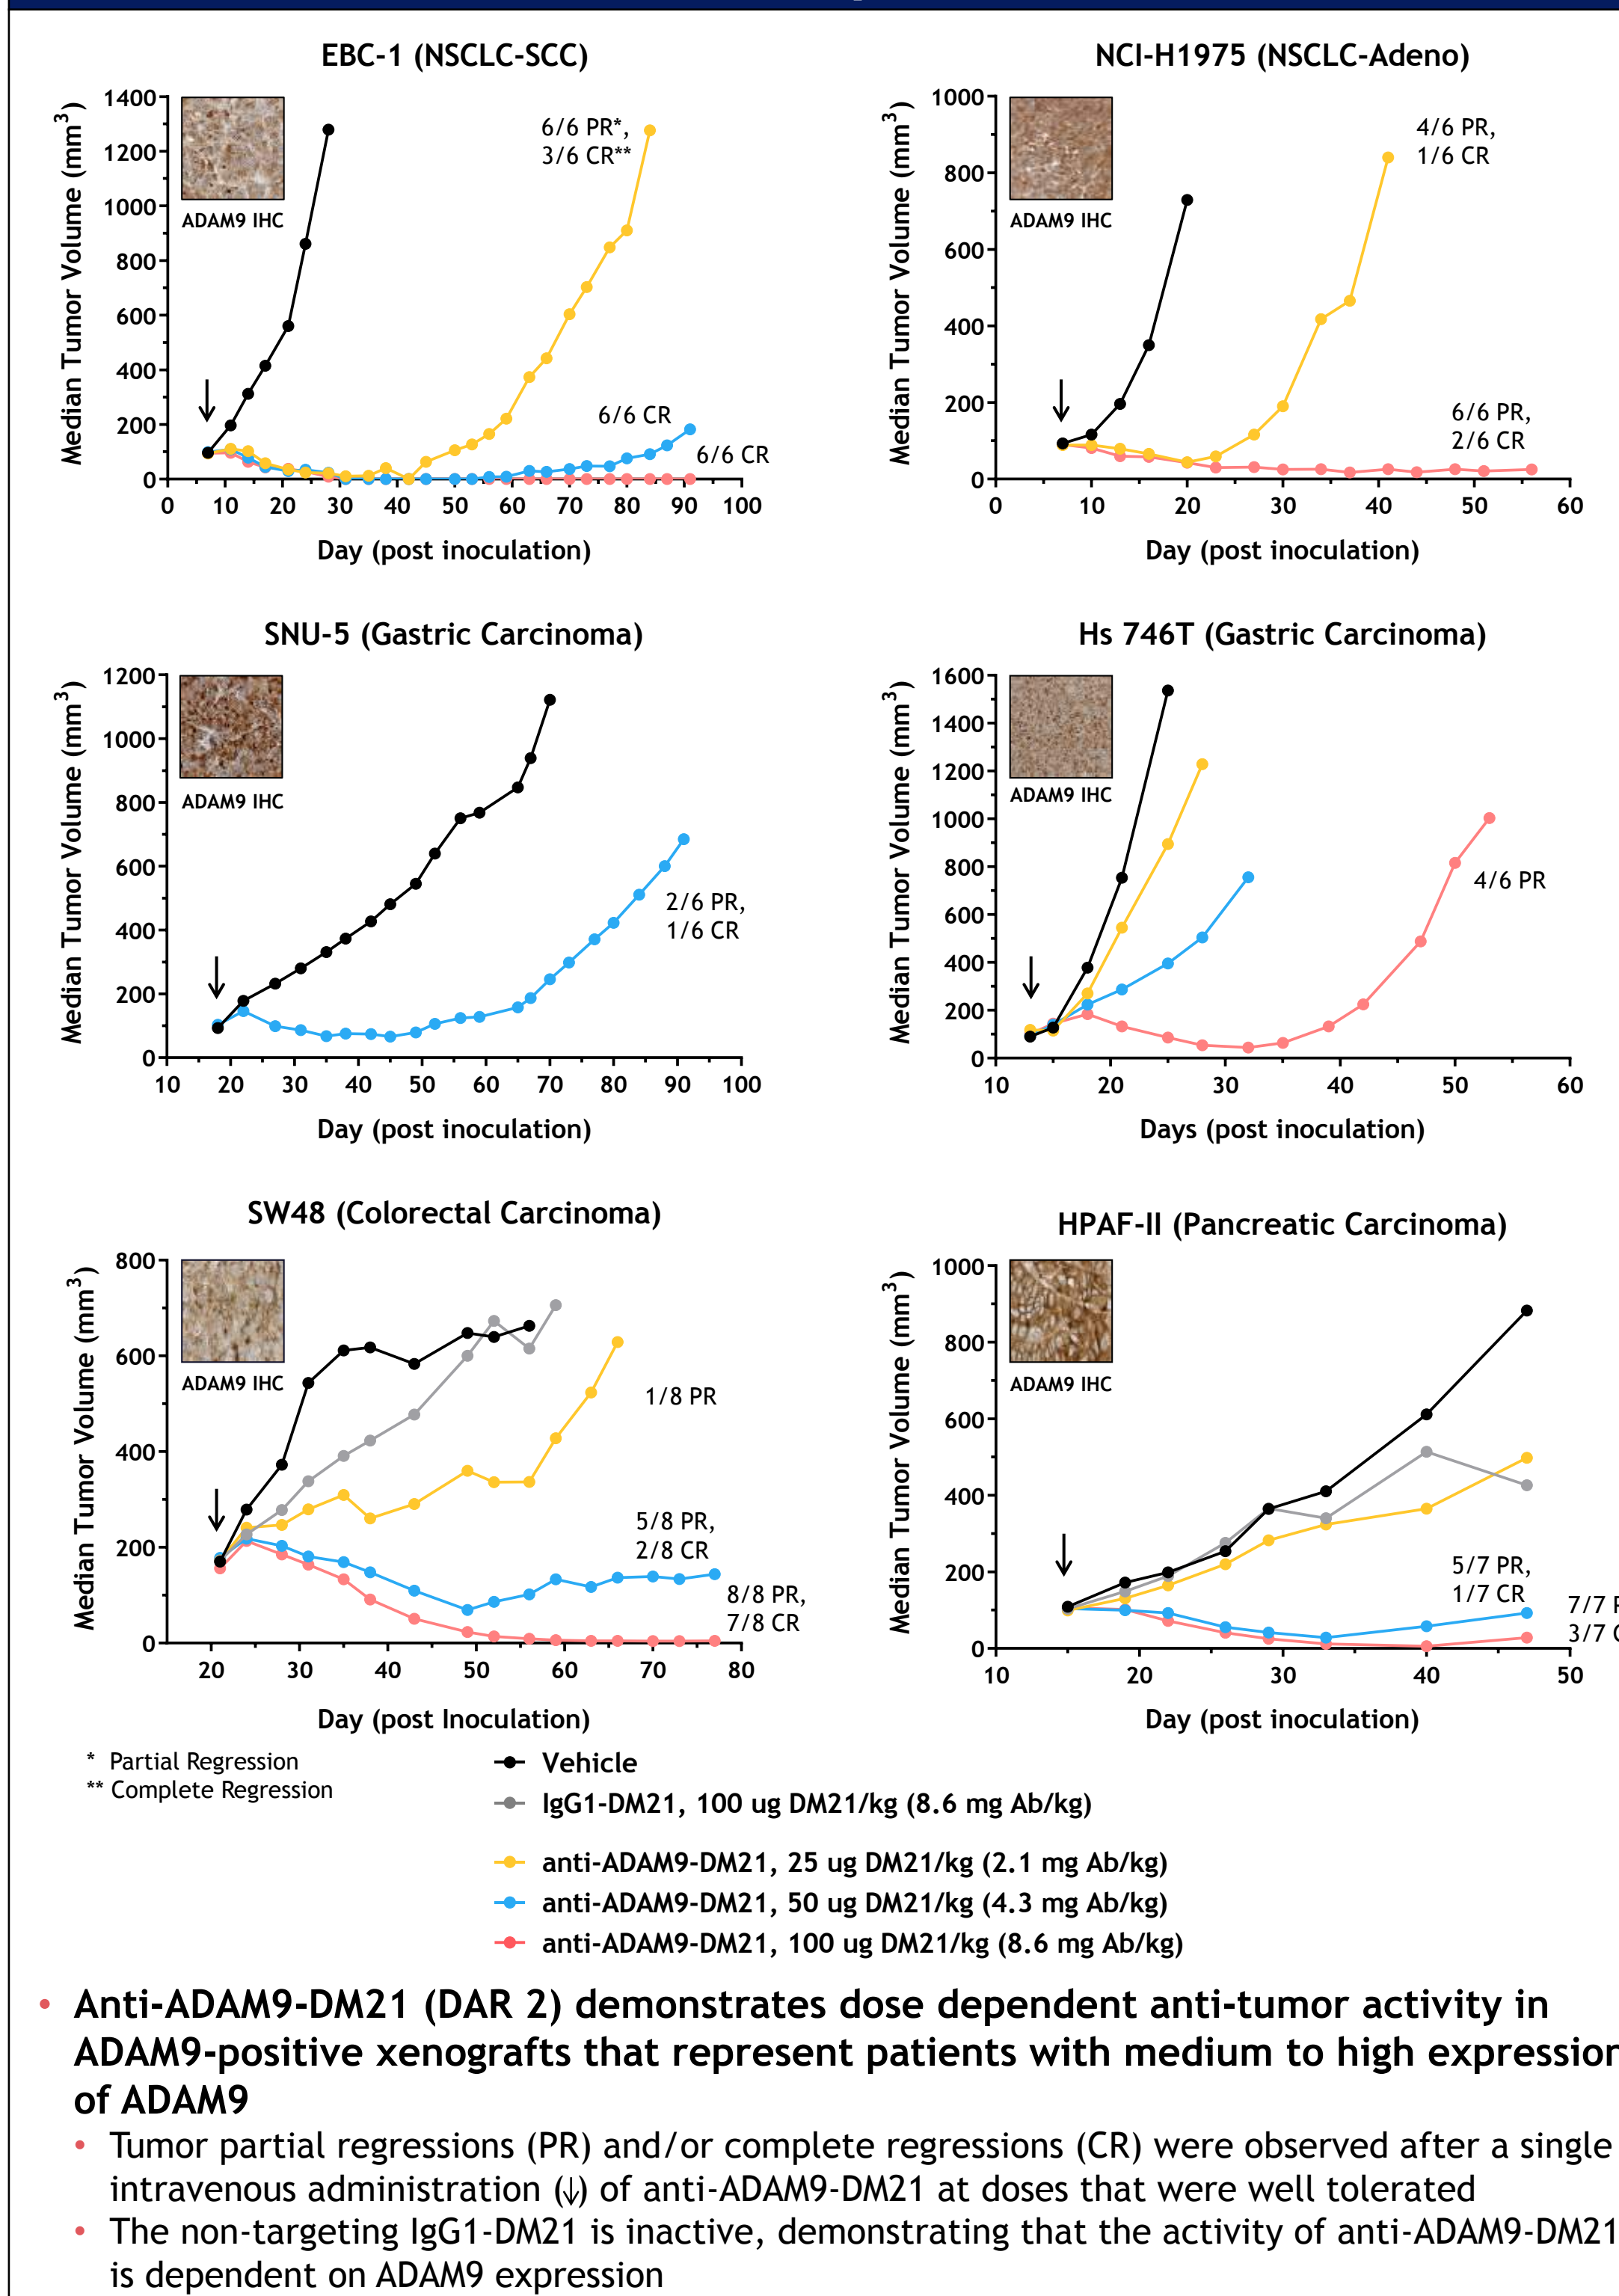 EBC-1 (NSCLC-SCC)
Median Tumor Volume (mm³)
1400
1200
1000
800
600
400
200
0
ADAM9 IHC
6/6 PR*,
3/6 CR**
6/6 CR
6/6 CR
0 10 20 30 40 50 60 70 80 90 100
Day (post inoculation)
NCI-H1975 (NSCLC-Adeno)
Median Tumor Volume (mm³)
1000
800
600
400
200
0
ADAM9 IHC
4/6 PR,
1/6 CR
6/6 PR,
2/6 CR
0 10 20 30 40 50 60
Day (post inoculation)
SNU-5 (Gastric Carcinoma)
Median Tumor Volume (mm³)
1200
1000
800
600
400
200
0
ADAM9 IHC
2/6 PR,
1/6 CR
10 20 30 40 50 60 70 80 90 100
Day (post inoculation)
Hs 746T (Gastric Carcinoma)
Median Tumor Volume (mm³)
1600
1400
1200
1000
800
600
400
200
0
ADAM9 IHC
4/6 PR
10 20 30 40 50 60
Days (post inoculation)
SW48 (Colorectal Carcinoma)
Median Tumor Volume (mm³)
800
600
400
200
0
ADAM9 IHC
1/8 PR
5/8 PR,
2/8 CR
8/8 PR,
7/8 CR
20 30 40 50 60 70 80
Day (post Inoculation)
HPAF-II (Pancreatic Carcinoma)
Median Tumor Volume (mm³)
1000
800
600
400
200
0
ADAM9 IHC
5/7 PR,
1/7 CR
7/7
3/7
10 20 30 40 50
Day (post inoculation)
* Partial Regression
** Complete Regression
Vehicle
IgG1-DM21, 100 ug DM21/kg (8.6 mg Ab/kg)
anti-ADAM9-DM21, 25 ug DM21/kg (2.1 mg Ab/kg)
anti-ADAM9-DM21, 50 ug DM21/kg (4.3 mg Ab/kg)
anti-ADAM9-DM21, 100 ug DM21/kg (8.6 mg Ab/kg)
• Anti-ADAM9-DM21 (DAR 2) demonstrates dose dependent anti-tumor activity in
ADAM9-positive xenografts that represent patients with medium to high expression
of ADAM9
• Tumor partial regressions (PR) and/or complete regressions (CR) were observed after a single
intravenous administration (↓) of anti-ADAM9-DM21 at doses that were well tolerated
• The non-targeting IgG1-DM21 is inactive, demonstrating that the activity of anti-ADAM9-DM21
is dependent on ADAM9 expression